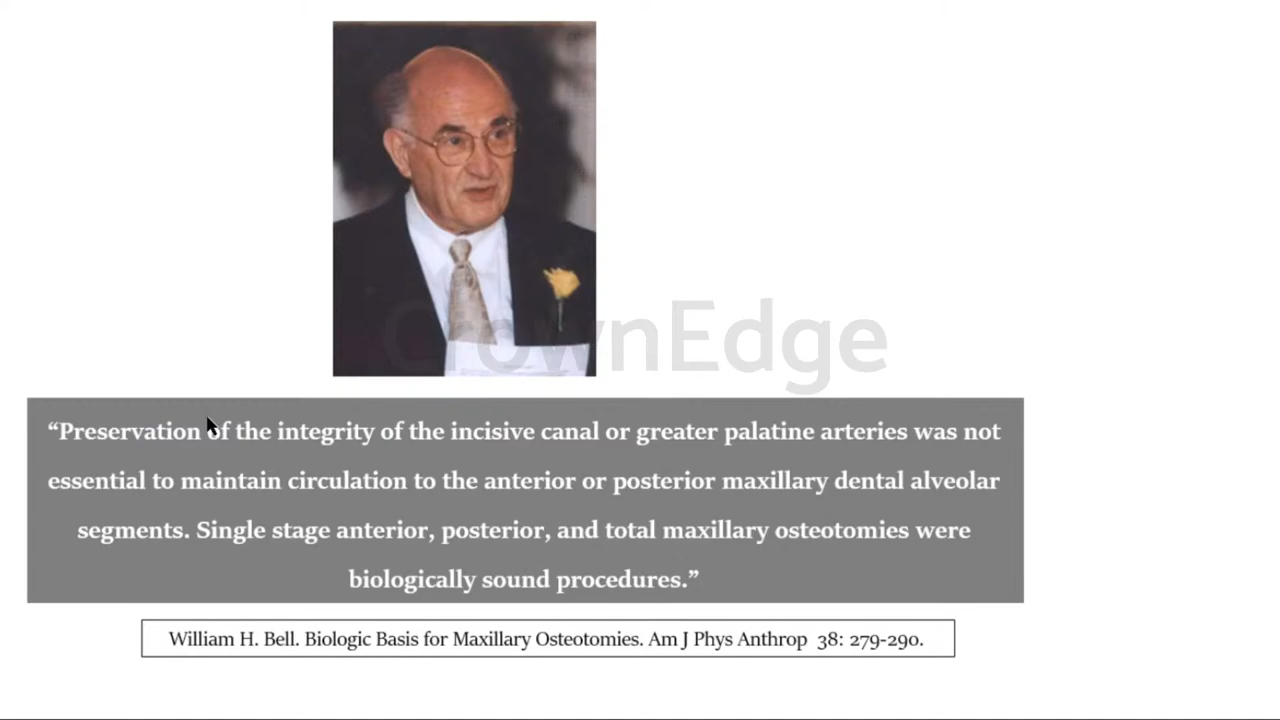 CrownEdge
“Preservation of the integrity of the incisive canal or greater palatine arteries was not
essential to maintain circulation to the anterior or posterior maxillary dental alveolar
segments. Single stage anterior, posterior, and total maxillary osteotomies were
biologically sound procedures.”
William H. Bell. Biologic Basis for Maxillary Osteotomies. Am J Phys Anthrop 38: 279-290.